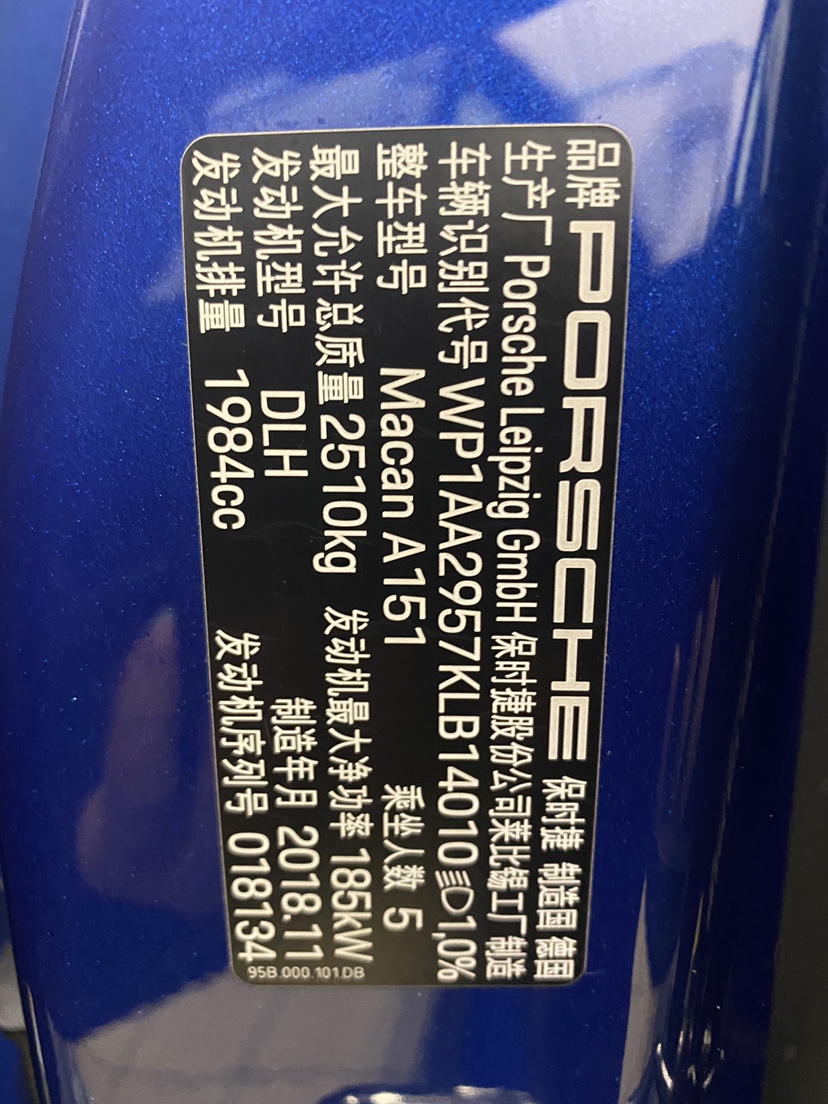 品牌 PORSCHE 保时捷 制造国 德国
生产厂 Porsche Leipzig GmbH 保时捷股份公司莱比锡工厂 制造
车辆识别代号 WP1AA2957KLB14010 1,0%
整车型号 Macan A151 乘坐人数 5
最大允许总质量 2510kg 发动机最大净功率 185kW
发动机型号 DLH 制造年月 2018.11
发动机排量 1984cc 发动机序列号 018134
95B.000.101.DB